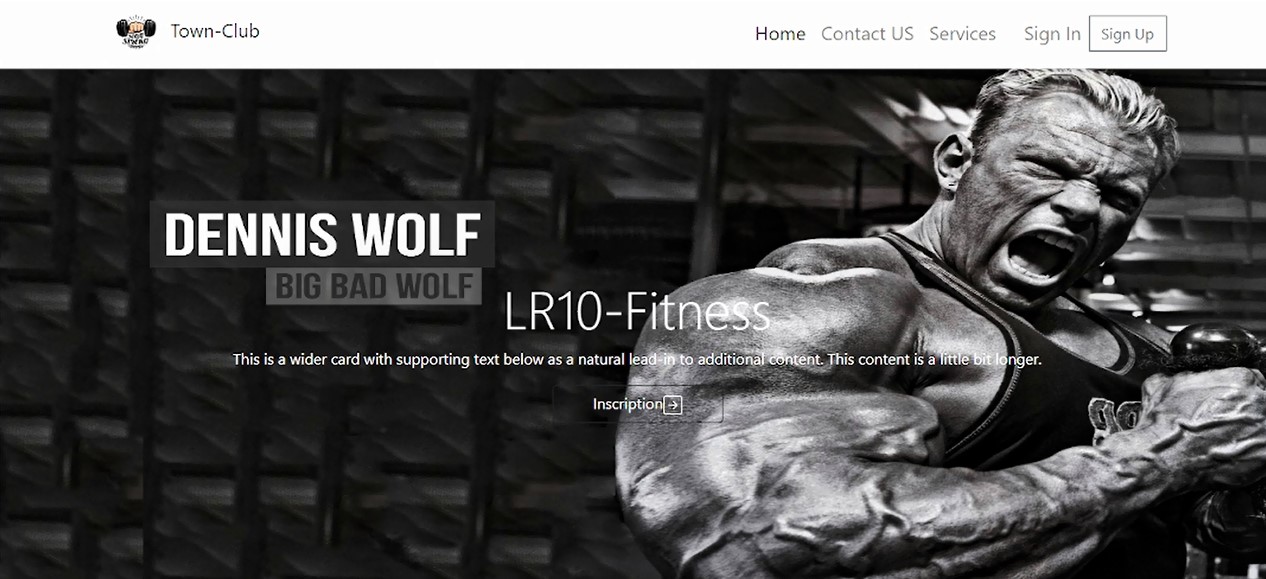 Town-Club
Home Contact US Services Sign In Sign Up
DENNIS WOLF
BIG BAD WOLF
LR10-Fitness
This is a wider card with supporting text below as a natural lead-in to additional content. This content is a little bit longer.
Inscription